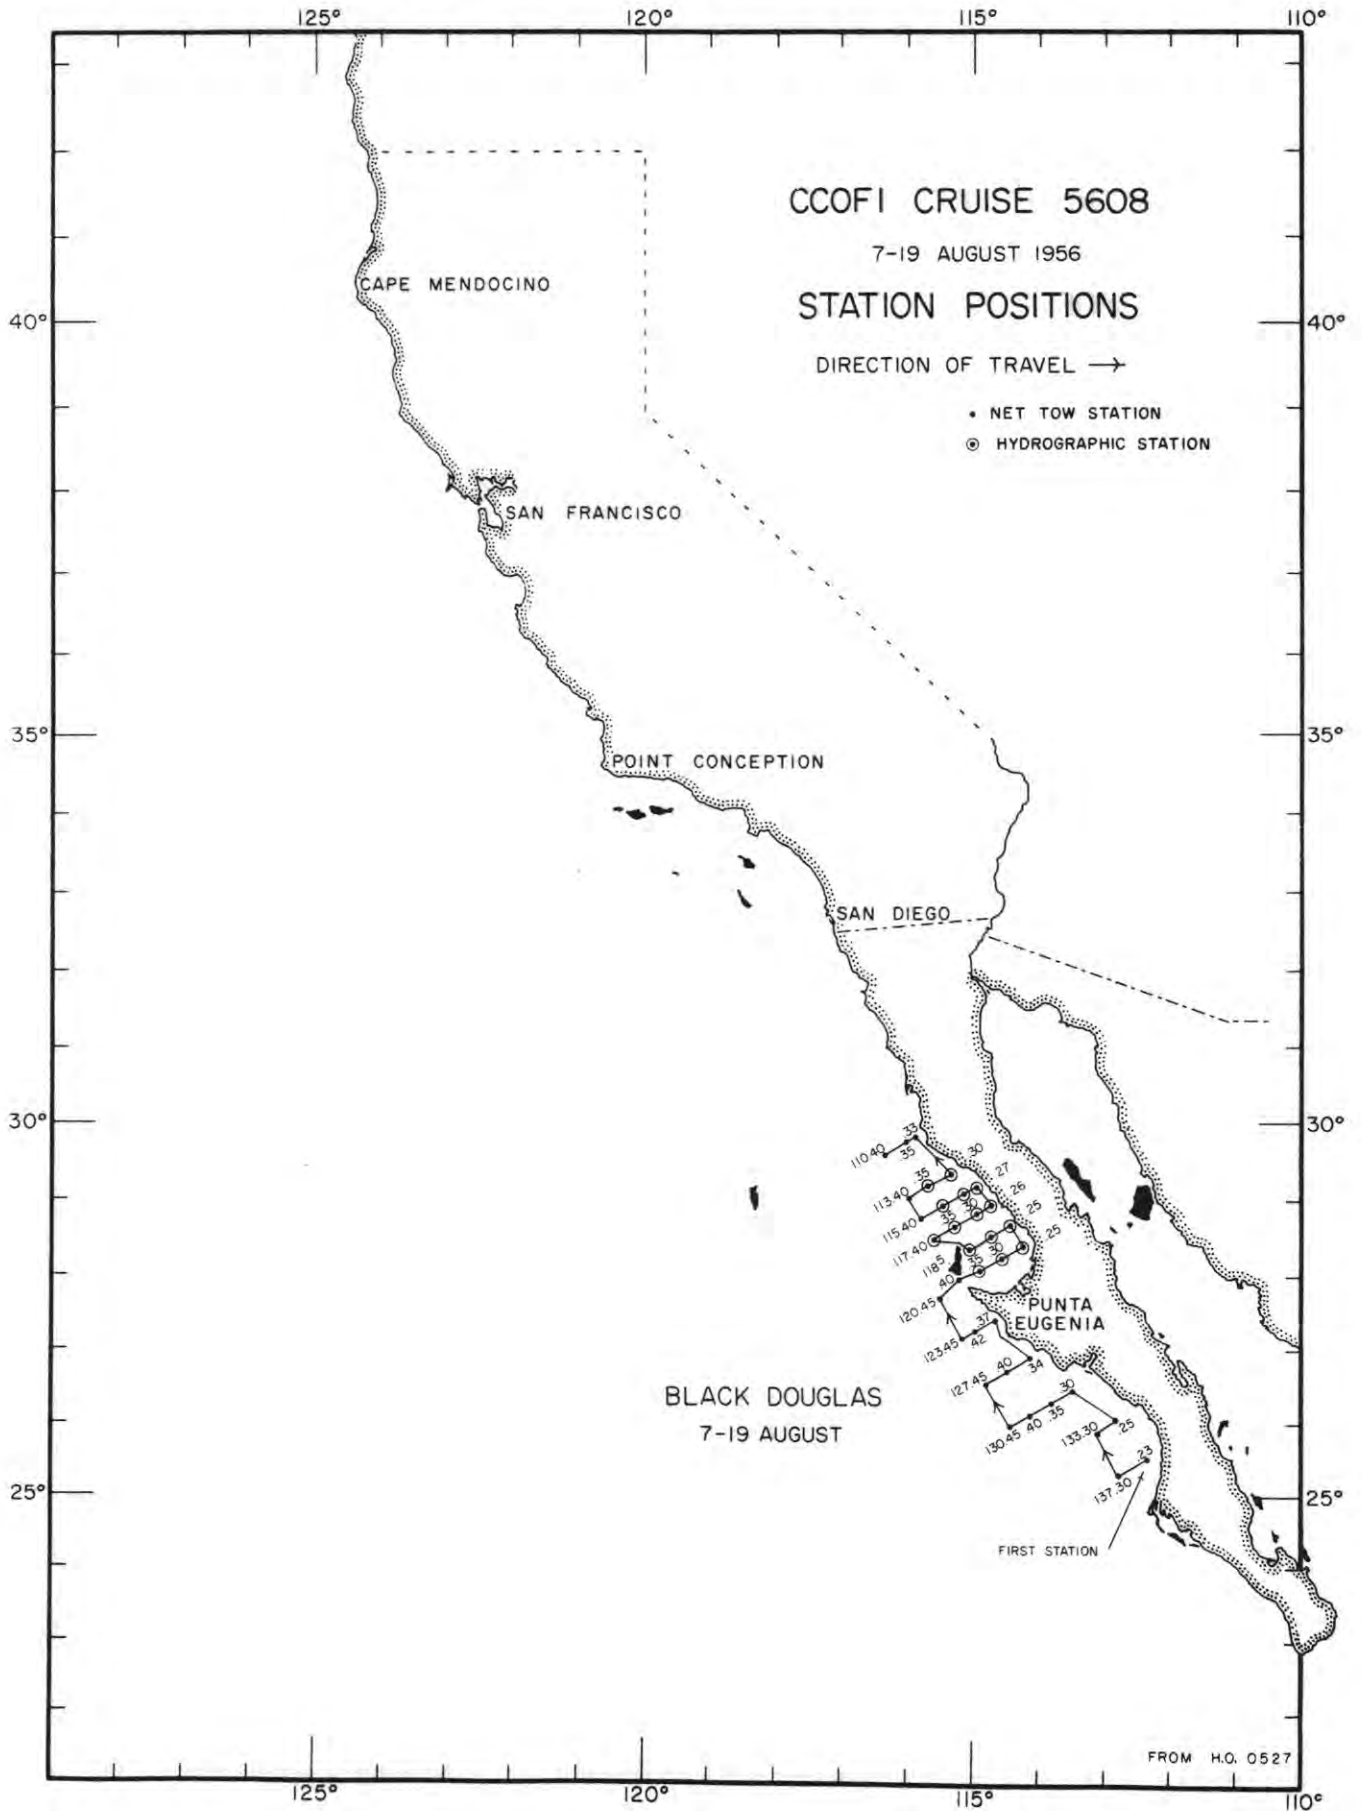 125° 120° 115° 110°
CCOFI CRUISE 5608
7-19 AUGUST 1956
STATION POSITIONS
DIRECTION OF TRAVEL →
• NET TOW STATION
⊙ HYDROGRAPHIC STATION
CAPE MENDOCINO
40° 40°
SAN FRANCISCO
35° 35°
POINT CONCEPTION
SAN DIEGO
30° 30°
110.40 .35 .33
113.40 .35 .30
115.40 .35 .30 .27
117.40 .26
118.5 .25
.40 .35 .30 .25
120.45
PUNTA
EUGENIA
123.45 .42 .37
127.45 .40 .34
BLACK DOUGLAS
7-19 AUGUST
130.45 .40 .35 .30
133.30 .25
137.30 .23
25° 25°
FIRST STATION
FROM H.O. 0527
125° 120° 115° 110°